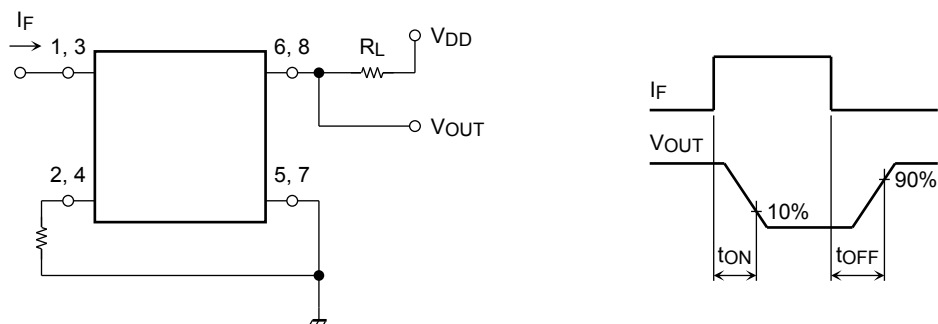 IF
1, 3
6, 8
RL
VDD
VOUT
2, 4
5, 7
IF
VOUT
10%
90%
tON
tOFF